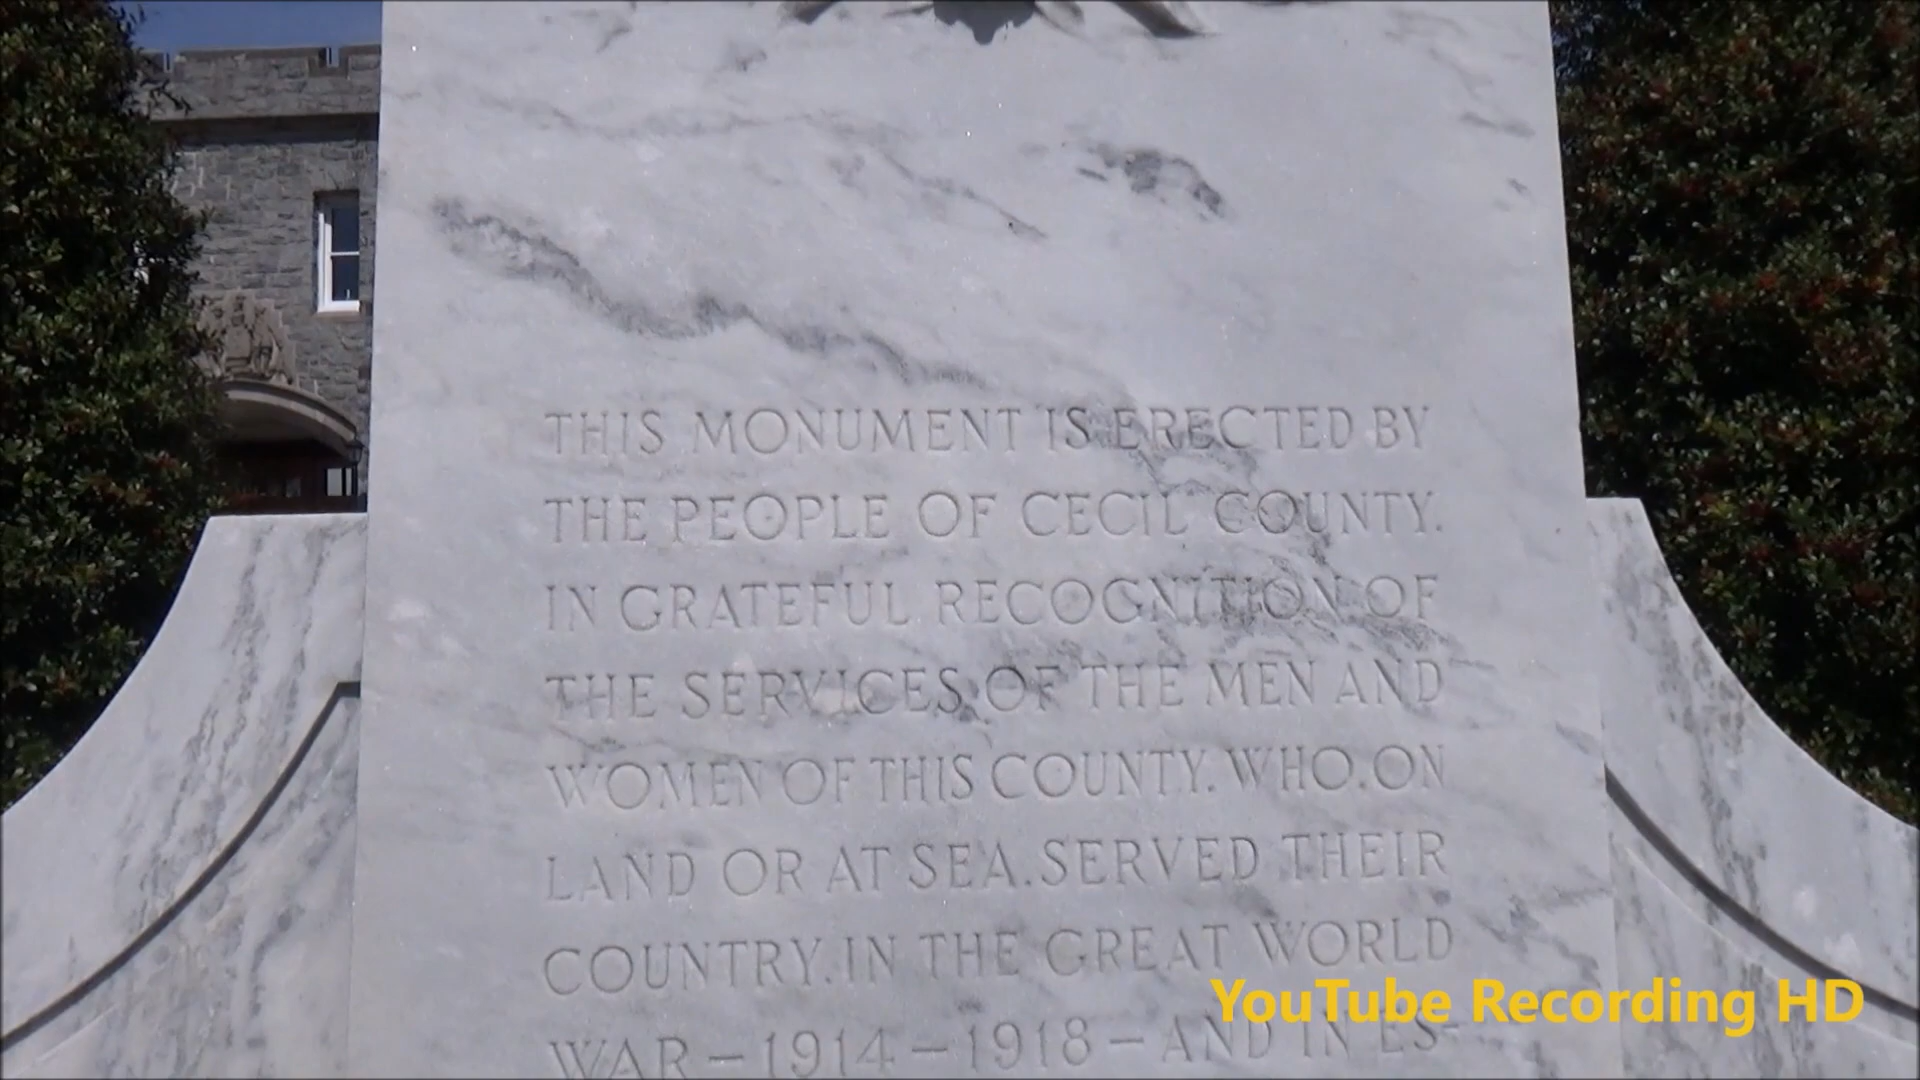 THIS MONUMENT IS ERECTED BY
THE PEOPLE OF CECIL COUNTY.
IN GRATEFUL RECOGNITION OF
THE SERVICES OF THE MEN AND
WOMEN OF THIS COUNTY. WHO. ON
LAND OR AT SEA. SERVED THEIR
COUNTRY. IN THE GREAT WORLD
WAR - 1914 - 1918 - AND IN ES-
YouTube Recording HD